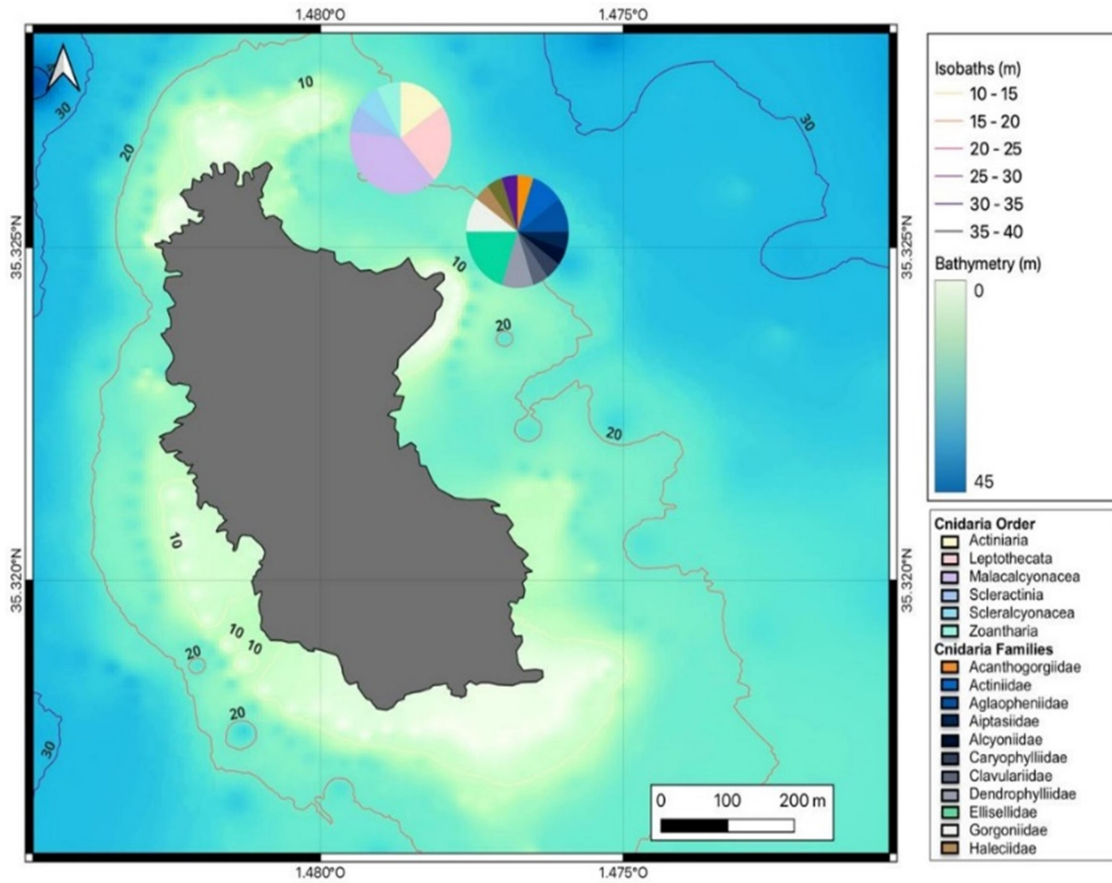 1.480°O
1.475°O
Isobaths (m)
10 - 15
15 - 20
20 - 25
25 - 30
30 - 35
35 - 40
Bathymetry (m)
0
45
Cnidaria Order
Actiniaria
Leptothecata
Malacalcyonacea
Scleractinia
Scleralcyonacea
Zoantharia
Cnidaria Families
Acanthogorgiidae
Actiniidae
Aglaopheniidae
Aiptasiidae
Alcyoniidae
Caryophylliidae
Clavulariidae
Dendrophylliidae
Ellisellidae
Gorgoniidae
Haleciidae
35.325°N
35.325°N
35.320°N
35.320°N
10
30
20
30
10
20
20
10
10
10
20
20
30
0 100 200 m
1.480°O
1.475°O